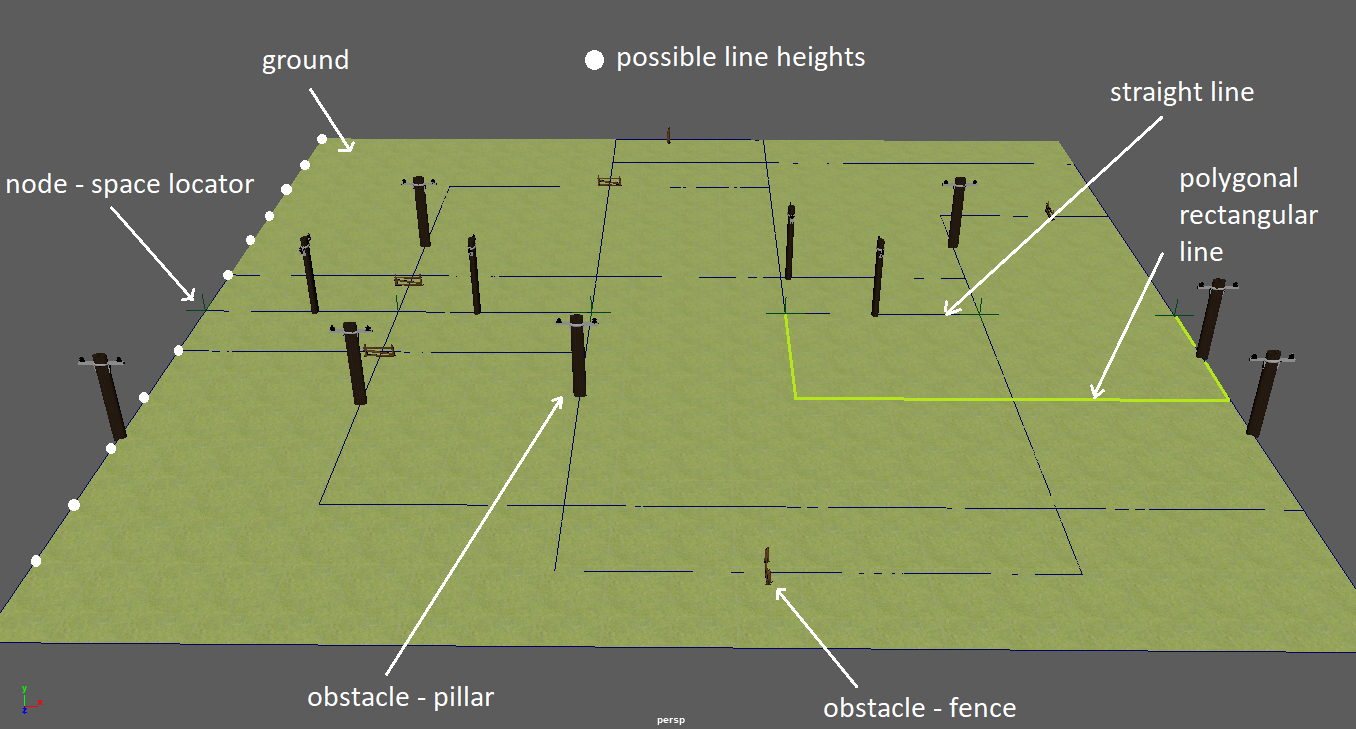 ground
possible line heights
straight line
node - space locator
polygonal
rectangular
line
obstacle - pillar
obstacle - fence
y
x
z
persp